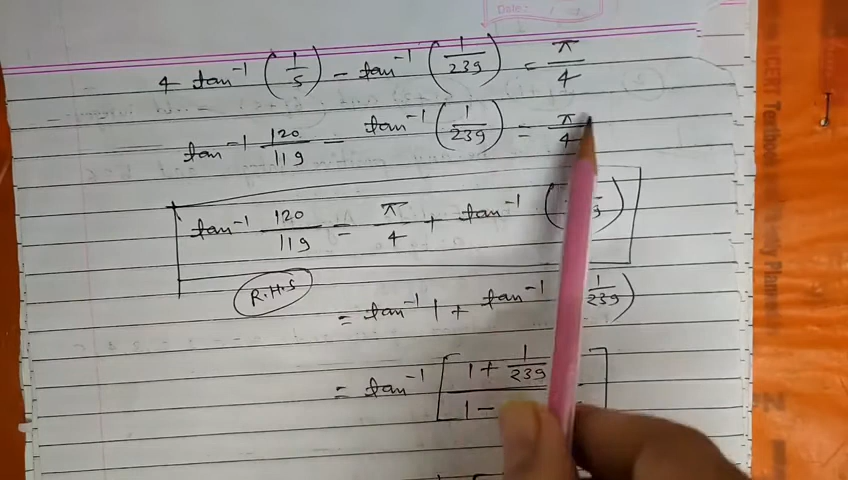 Date:
4 tan⁻¹ (1/5) − tan⁻¹ (1/239) = π/4
tan⁻¹ 120/119 − tan⁻¹ (1/239) = π/4
tan⁻¹ 120/119 = π/4 + tan⁻¹ (
R.H.S
= tan⁻¹ 1 + tan⁻¹ 1/239)
= tan⁻¹ [1 + 1/239
1 −